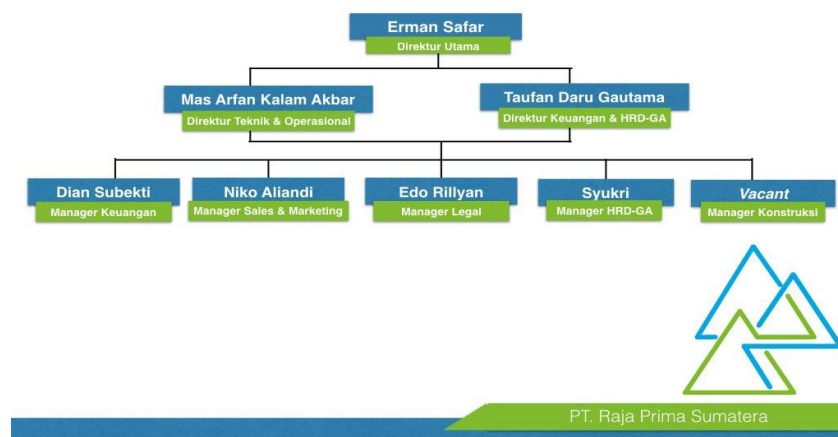 Erman Safar
Direktur Utama
Mas Arfan Kalam Akbar
Direktur Teknik & Operasional
Taufan Daru Gautama
Direktur Keuangan & HRD-GA
Dian Subekti
Manager Keuangan
Niko Aliandi
Manager Sales & Marketing
Edo Rillyan
Manager Legal
Syukri
Manager HRD-GA
Vacant
Manager Konstruksi
PT. Raja Prima Sumatera